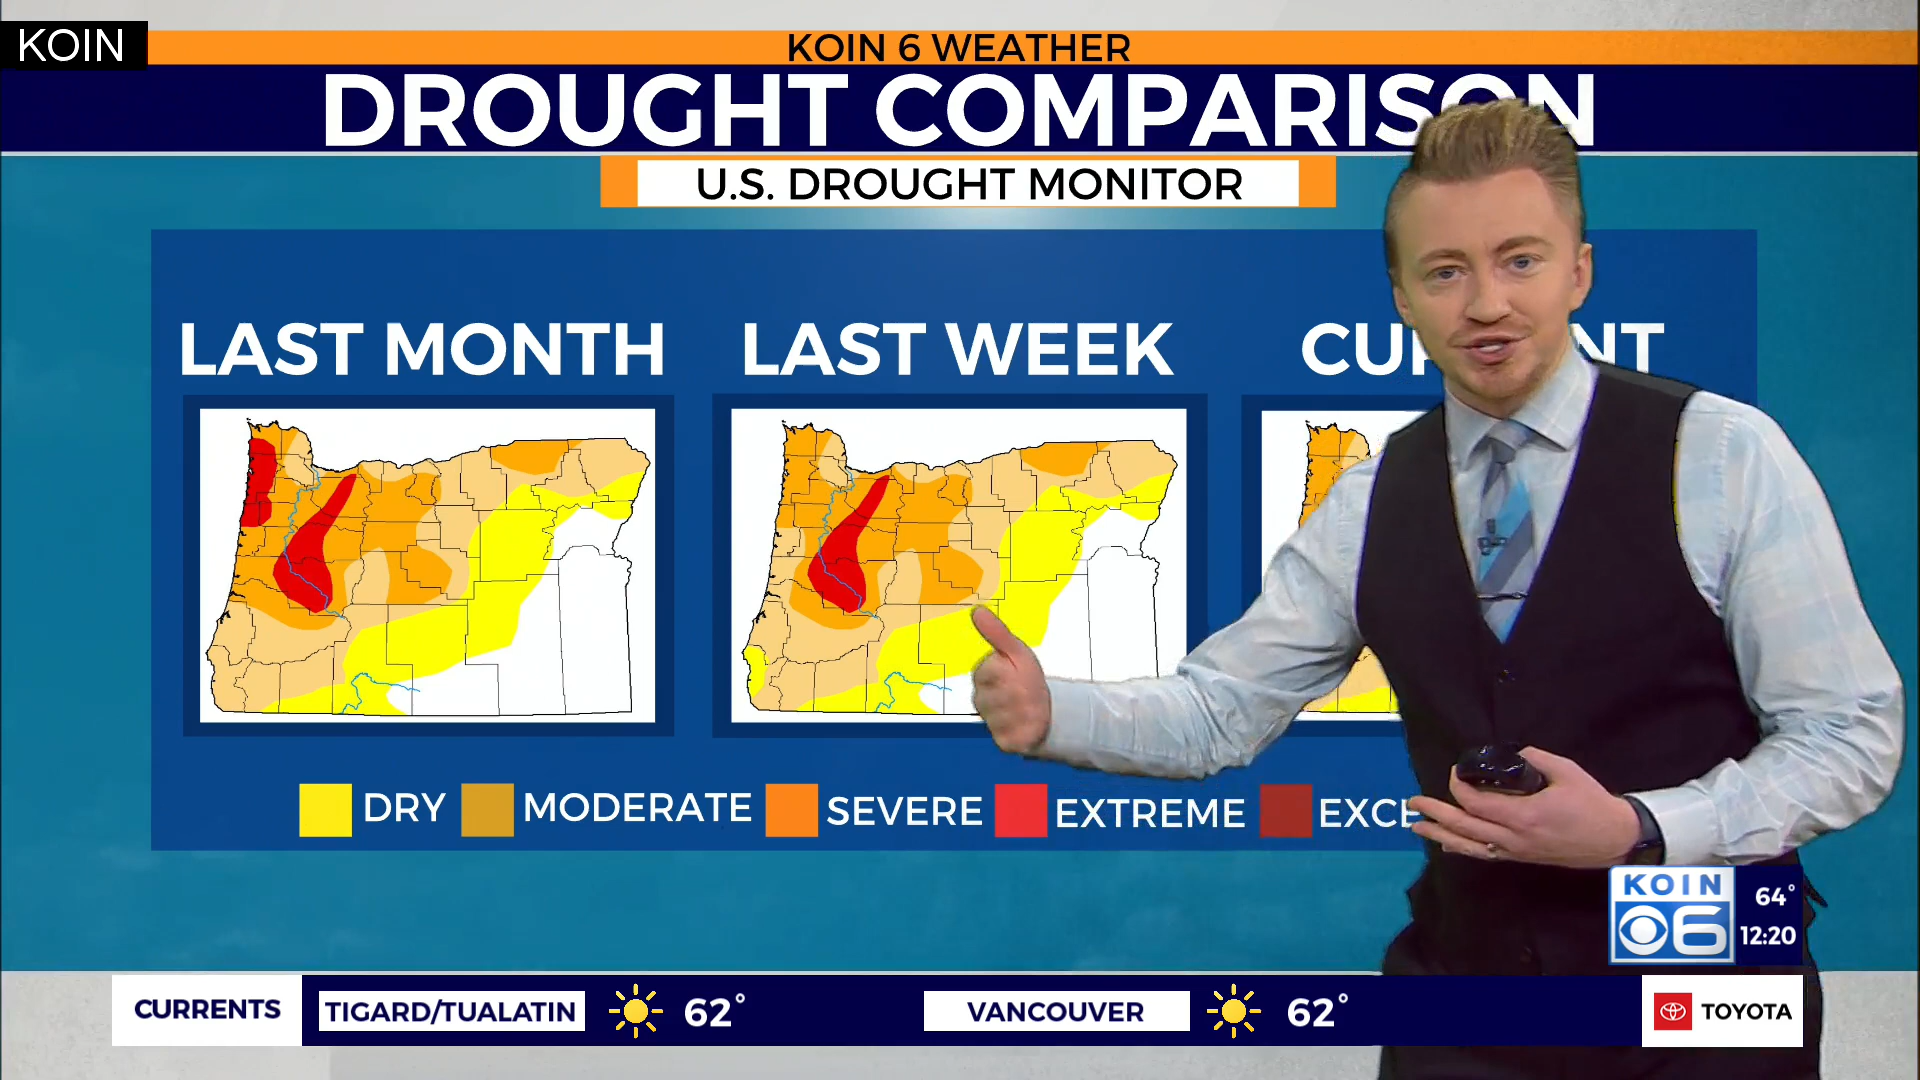 KOIN
KOIN 6 WEATHER
DROUGHT COMPARISON
U.S. DROUGHT MONITOR
LAST MONTH
LAST WEEK
DRY
MODERATE
SEVERE
EXTREME
KOIN
6
64°
12:20
CURRENTS
TIGARD/TUALATIN
62°
VANCOUVER
62°
TOYOTA